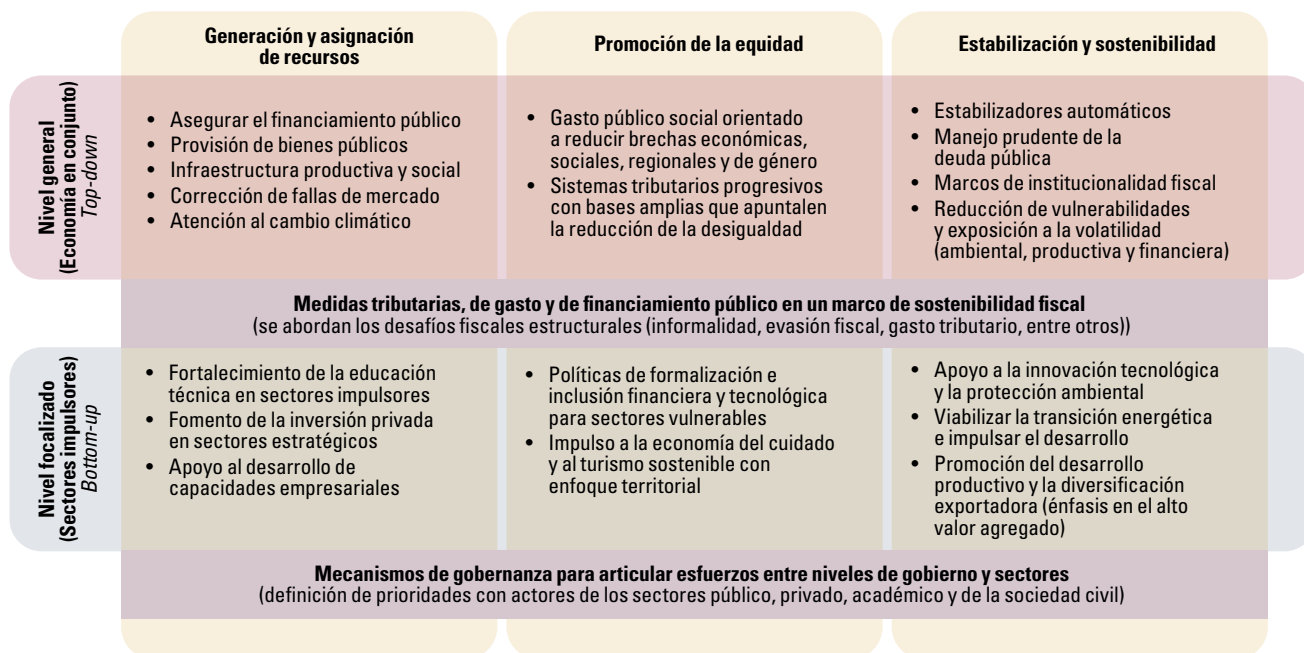 Generación y asignación
de recursos
Promoción de la equidad
Estabilización y sostenibilidad
Nivel general
(Economía en conjunto)
Top-down
• Asegurar el financiamiento público
• Provisión de bienes públicos
• Infraestructura productiva y social
• Corrección de fallas de mercado
• Atención al cambio climático
• Gasto público social orientado
a reducir brechas económicas,
sociales, regionales y de género
• Sistemas tributarios progresivos
con bases amplias que apuntalen
la reducción de la desigualdad
• Estabilizadores automáticos
• Manejo prudente de la
deuda pública
• Marcos de institucionalidad fiscal
• Reducción de vulnerabilidades
y exposición a la volatilidad
(ambiental, productiva y financiera)
Medidas tributarias, de gasto y de financiamiento público en un marco de sostenibilidad fiscal
(se abordan los desafíos fiscales estructurales (informalidad, evasión fiscal, gasto tributario, entre otros))
Nivel focalizado
(Sectores impulsores)
Bottom-up
• Fortalecimiento de la educación
técnica en sectores impulsores
• Fomento de la inversión privada
en sectores estratégicos
• Apoyo al desarrollo de
capacidades empresariales
• Políticas de formalización e
inclusión financiera y tecnológica
para sectores vulnerables
• Impulso a la economía del cuidado
y al turismo sostenible con
enfoque territorial
• Apoyo a la innovación tecnológica
y la protección ambiental
• Viabilizar la transición energética
e impulsar el desarrollo
• Promoción del desarrollo
productivo y la diversificación
exportadora (énfasis en el alto
valor agregado)
Mecanismos de gobernanza para articular esfuerzos entre niveles de gobierno y sectores
(definición de prioridades con actores de los sectores público, privado, académico y de la sociedad civil)